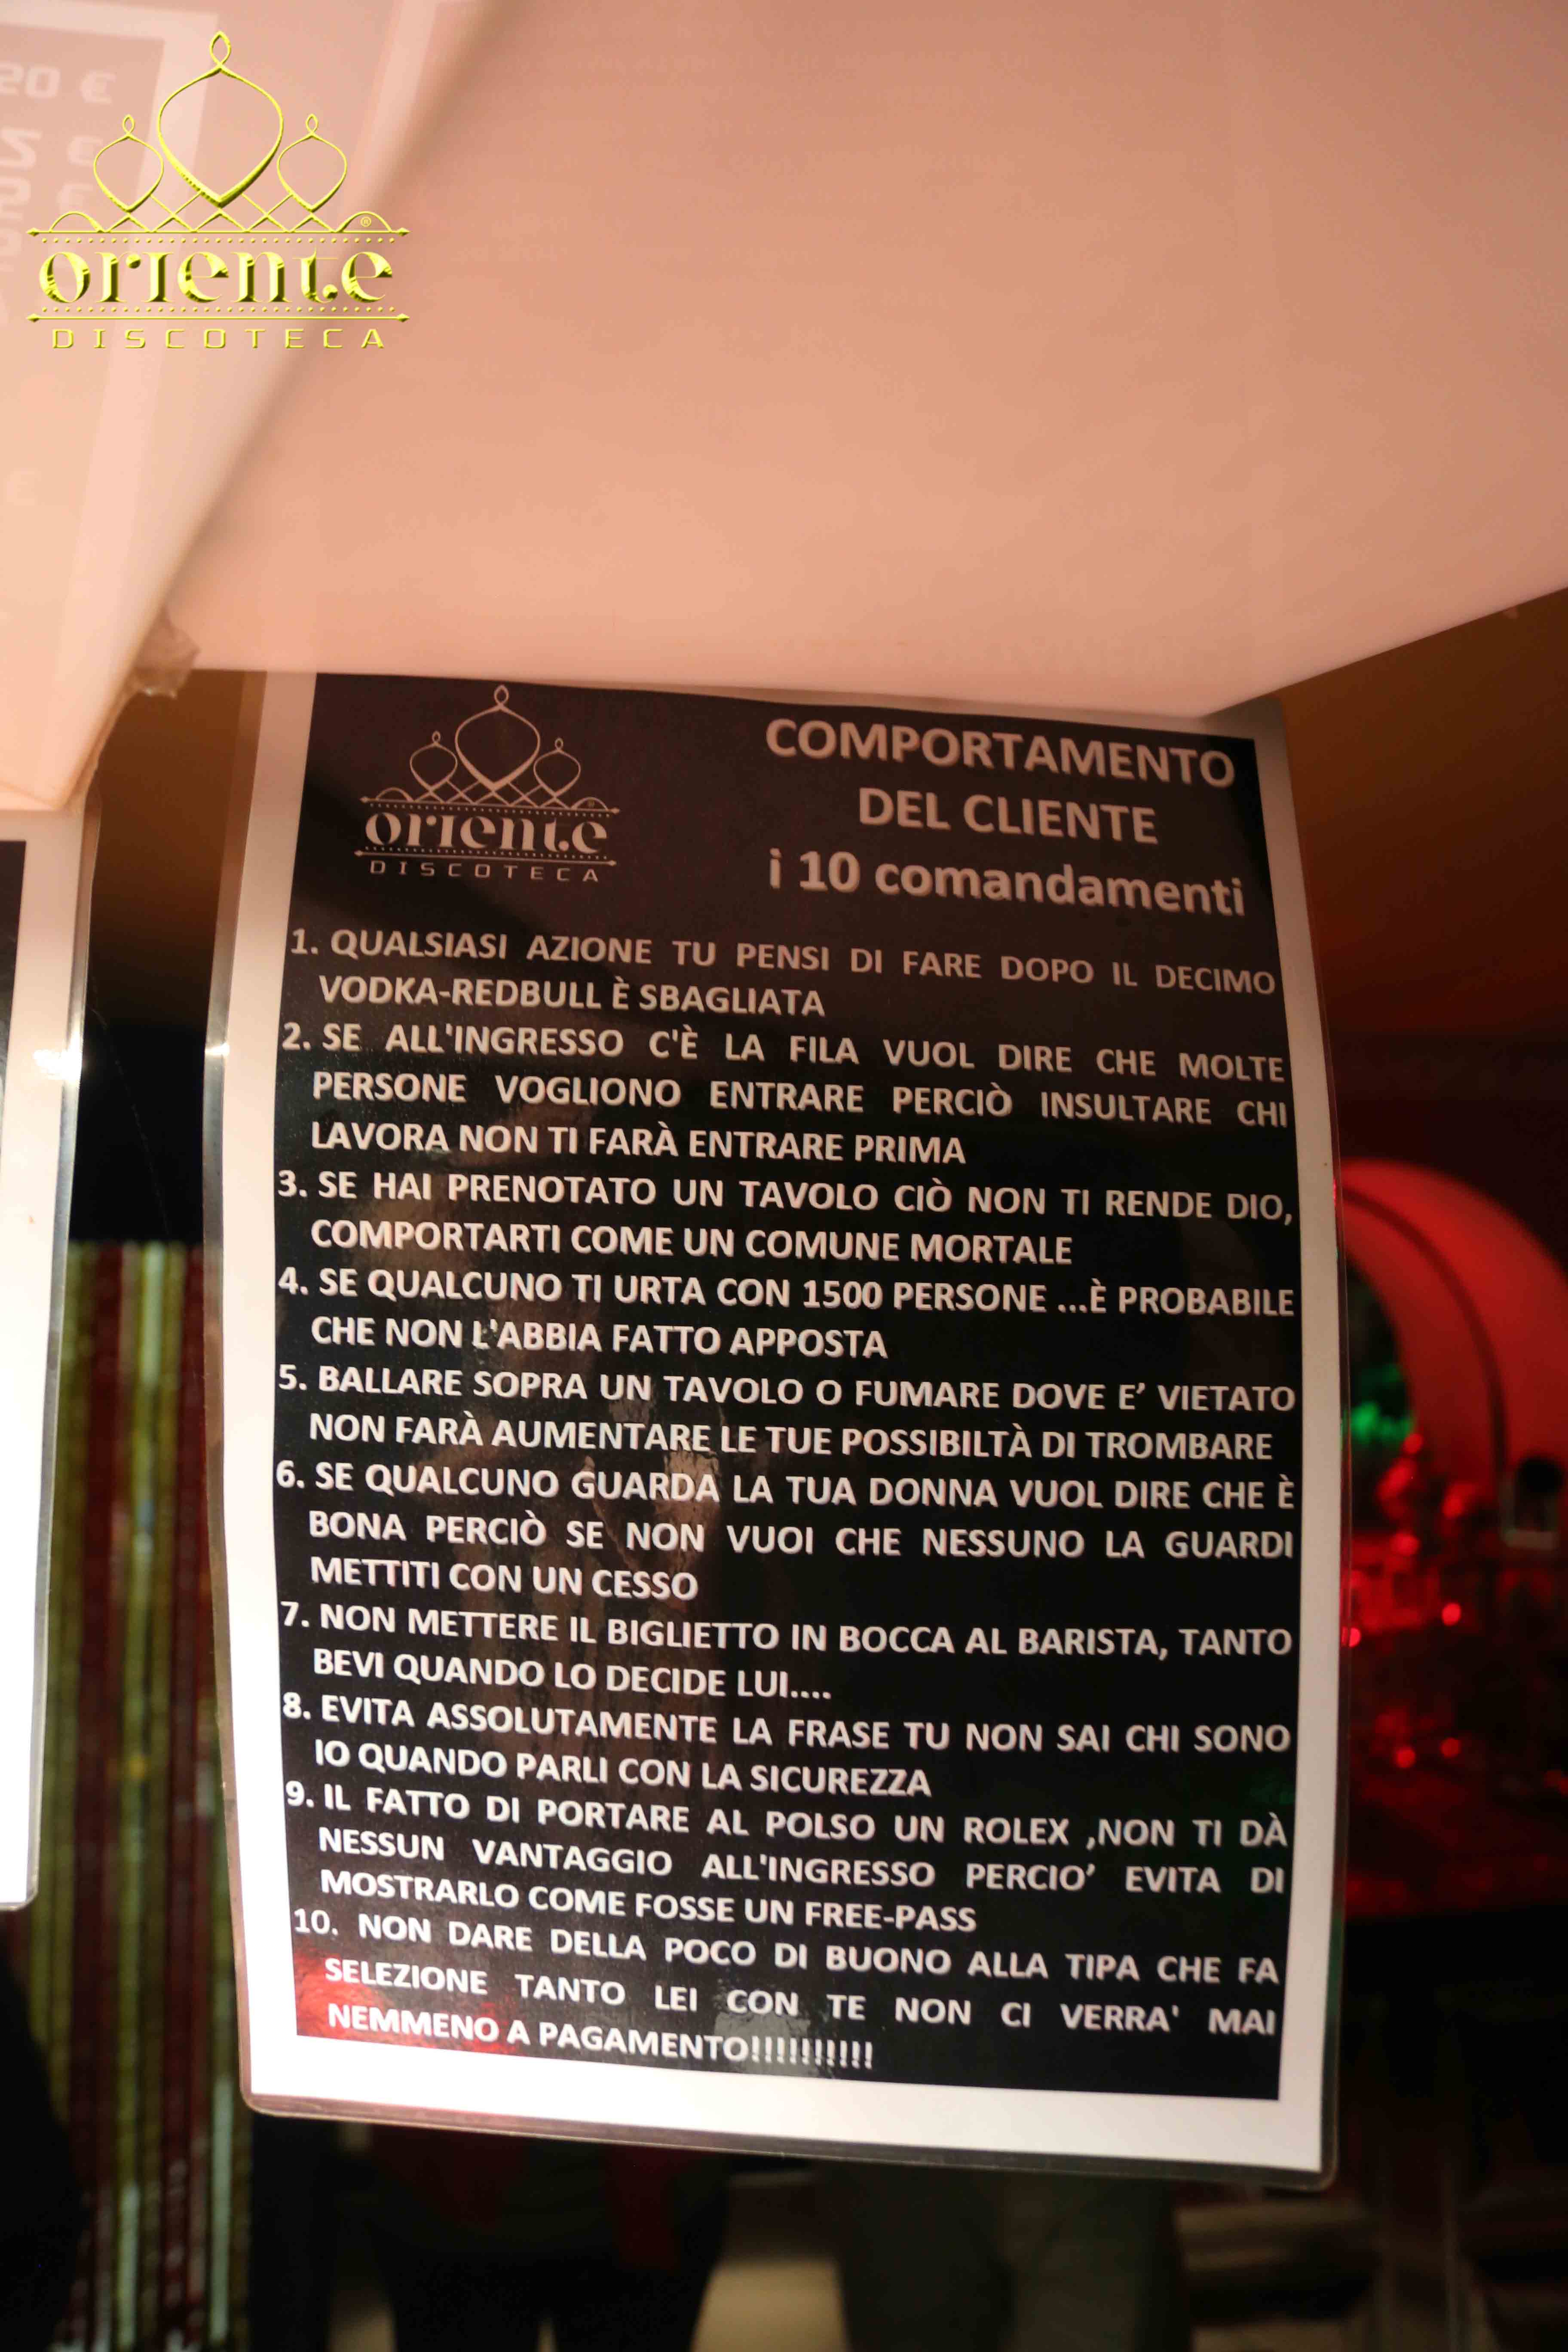 50 €
oriente
DISCOTECA
oriente
DISCOTECA
COMPORTAMENTO
DEL CLIENTE
i 10 comandamenti
1. QUALSIASI AZIONE TU PENSI DI FARE DOPO IL DECIMO
VODKA-REDBULL È SBAGLIATA
2. SE ALL'INGRESSO C'È LA FILA VUOL DIRE CHE MOLTE
PERSONE VOGLIONO ENTRARE PERCIÒ INSULTARE CHI
LAVORA NON TI FARÀ ENTRARE PRIMA
3. SE HAI PRENOTATO UN TAVOLO CIÒ NON TI RENDE DIO,
COMPORTARTI COME UN COMUNE MORTALE
4. SE QUALCUNO TI URTA CON 1500 PERSONE ...È PROBABILE
CHE NON L'ABBIA FATTO APPOSTA
5. BALLARE SOPRA UN TAVOLO O FUMARE DOVE E’ VIETATO
NON FARÀ AUMENTARE LE TUE POSSIBILTÀ DI TROMBARE
6. SE QUALCUNO GUARDA LA TUA DONNA VUOL DIRE CHE È
BONA PERCIÒ SE NON VUOI CHE NESSUNO LA GUARDI
METTITI CON UN CESSO
7. NON METTERE IL BIGLIETTO IN BOCCA AL BARISTA, TANTO
BEVI QUANDO LO DECIDE LUI....
8. EVITA ASSOLUTAMENTE LA FRASE TU NON SAI CHI SONO
IO QUANDO PARLI CON LA SICUREZZA
9. IL FATTO DI PORTARE AL POLSO UN ROLEX ,NON TI DÀ
NESSUN VANTAGGIO ALL'INGRESSO PERCIO’ EVITA DI
MOSTRARLO COME FOSSE UN FREE-PASS
10. NON DARE DELLA POCO DI BUONO ALLA TIPA CHE FA
SELEZIONE TANTO LEI CON TE NON CI VERRA' MAI
NEMMENO A PAGAMENTO!!!!!!!!!!